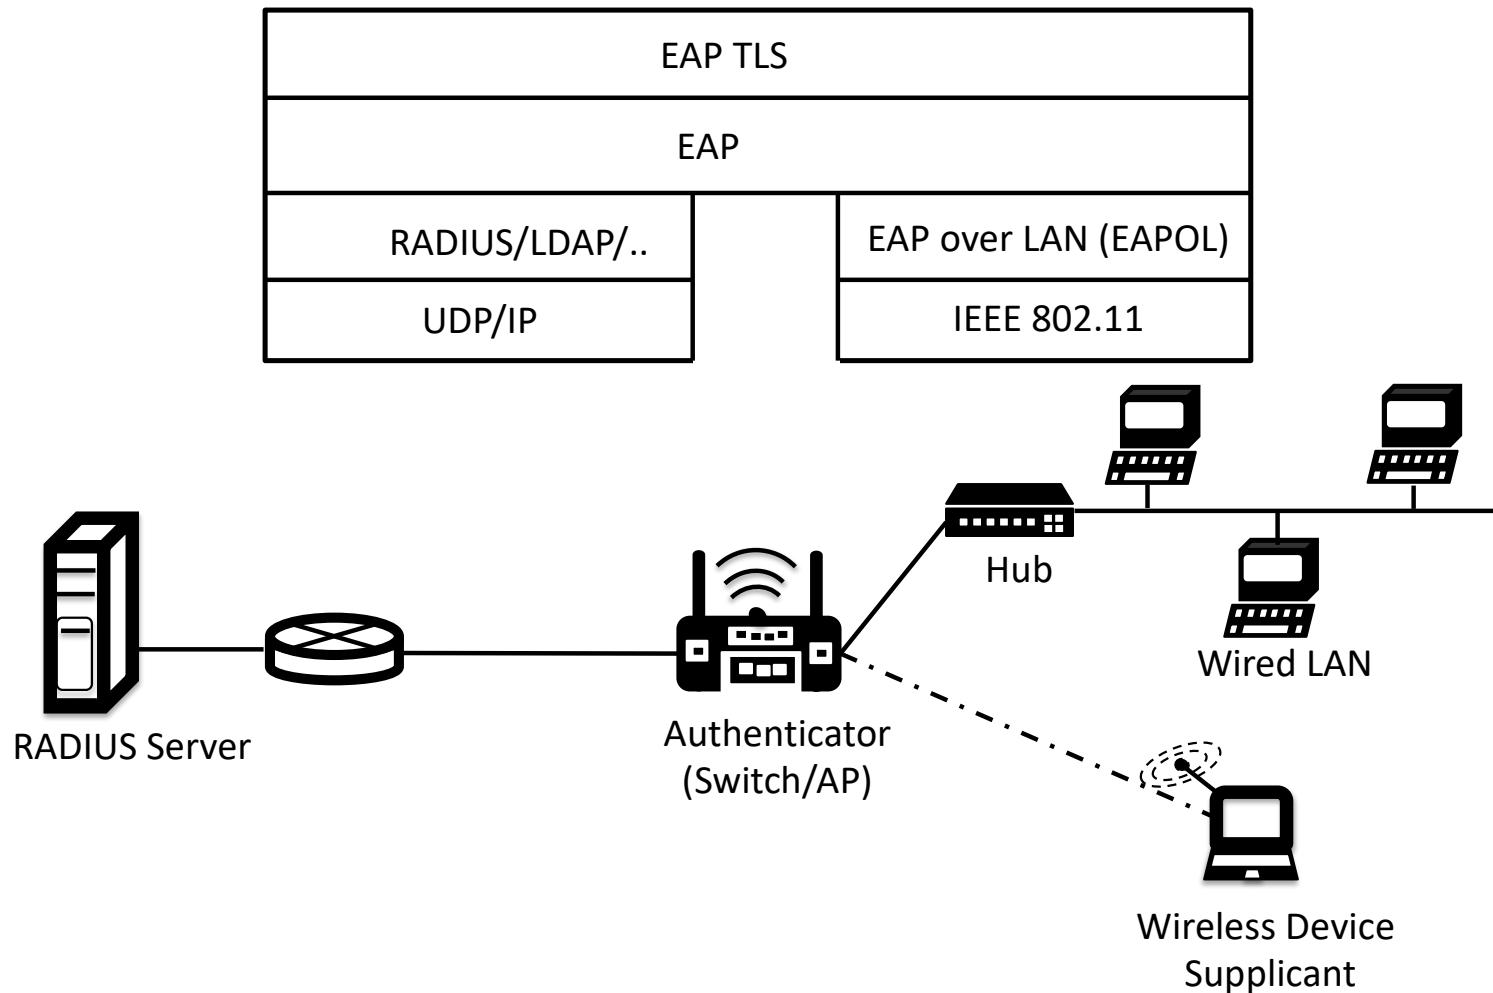 EAP TLS
EAP
RADIUS/LDAP/..
EAP over LAN (EAPOL)
UDP/IP
IEEE 802.11
Hub
Wired LAN
RADIUS Server
Authenticator
(Switch/AP)
Wireless Device
Supplicant